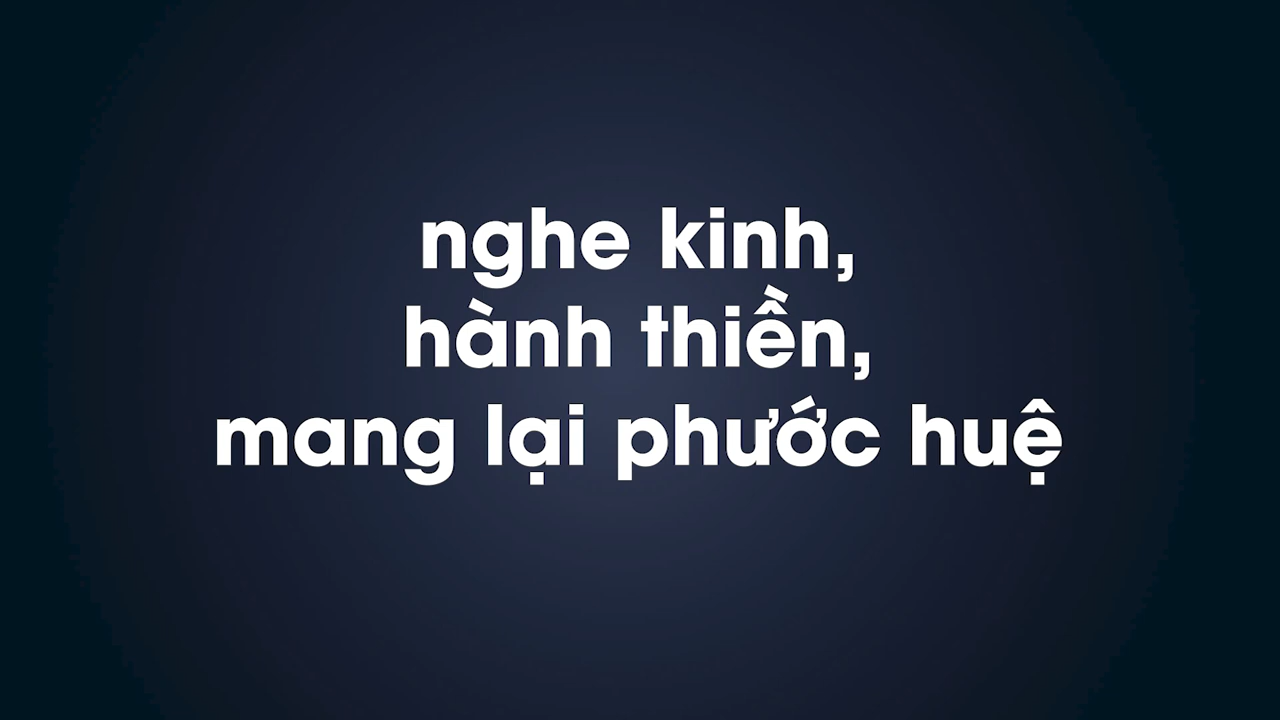 nghe kinh,
hành thiền,
mang lại phước huệ